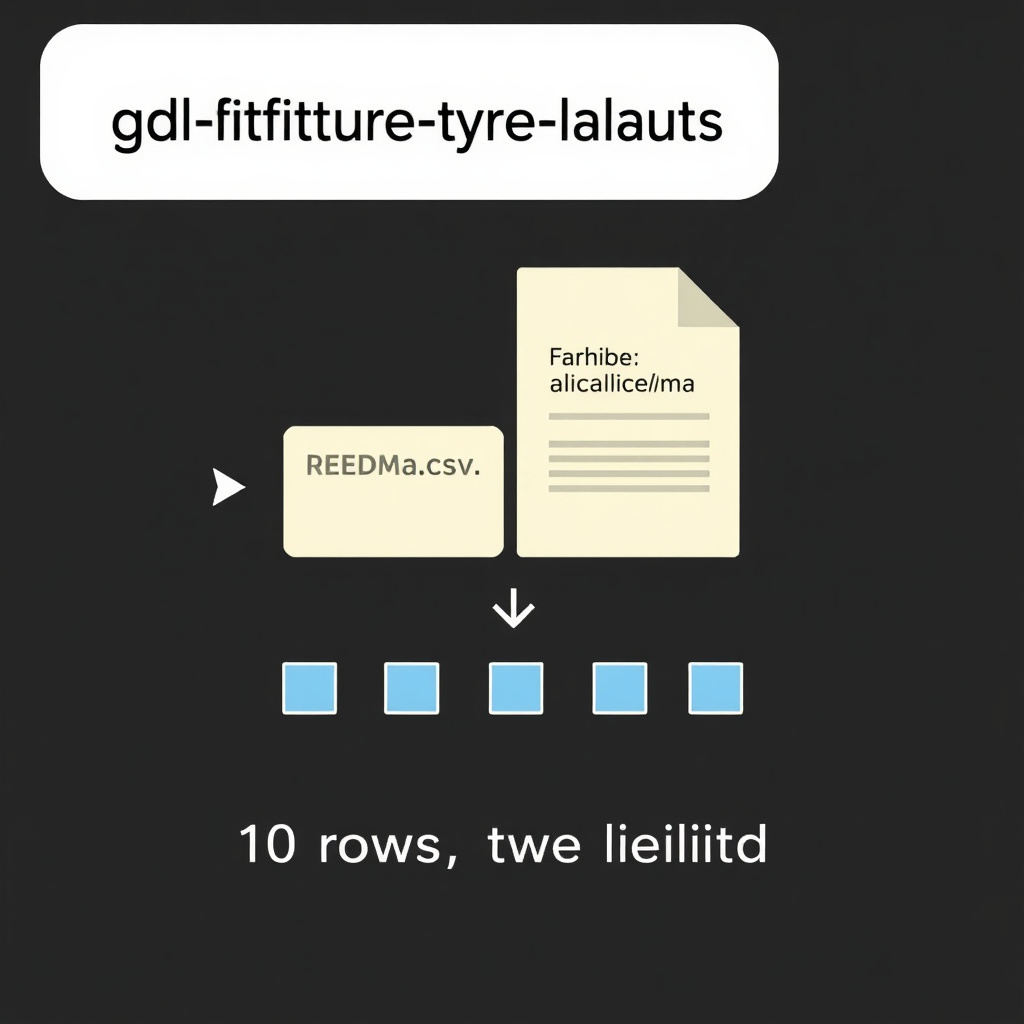 gdl-fitfitture-tyre-lalauts
Farhibe:
alicallice//ma
REEDMa.csv.
10 rows, twe lieiliitd